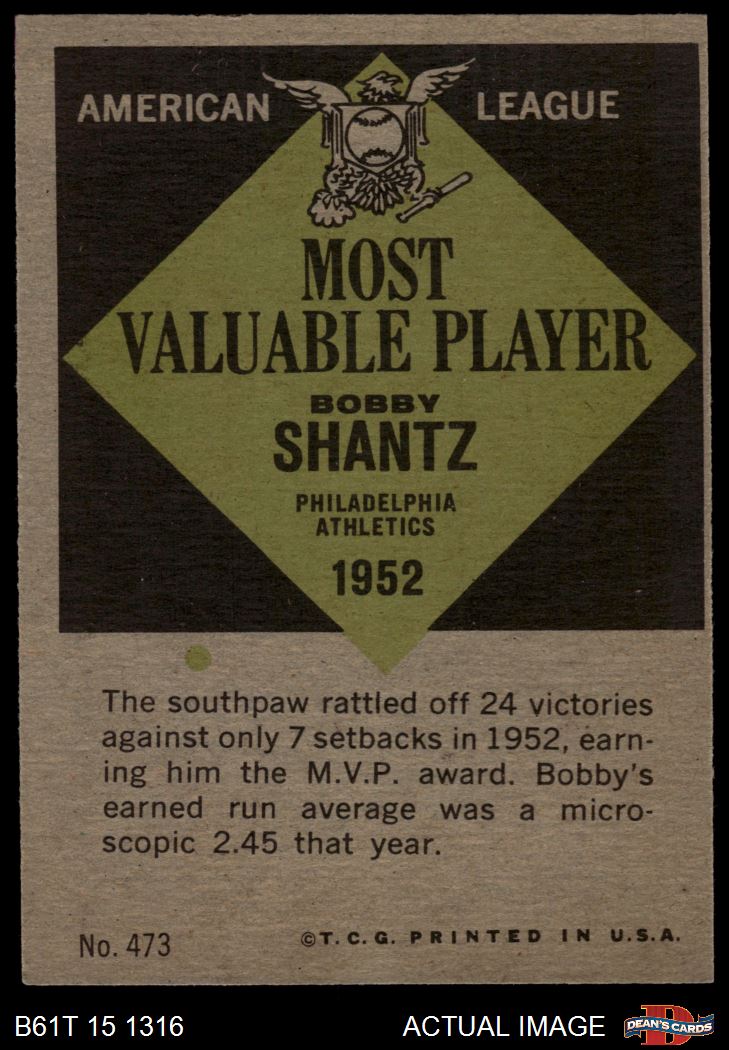 AMERICAN LEAGUE
MOST
VALUABLE PLAYER
BOBBY
SHANTZ
PHILADELPHIA
ATHLETICS
1952
The southpaw rattled off 24 victories
against only 7 setbacks in 1952, earn-
ing him the M.V.P. award. Bobby's
earned run average was a micro-
scopic 2.45 that year.
No. 473 ©T.C.G. PRINTED IN U.S.A.
B61T 15 1316 ACTUAL IMAGE DEAN'S CARDS